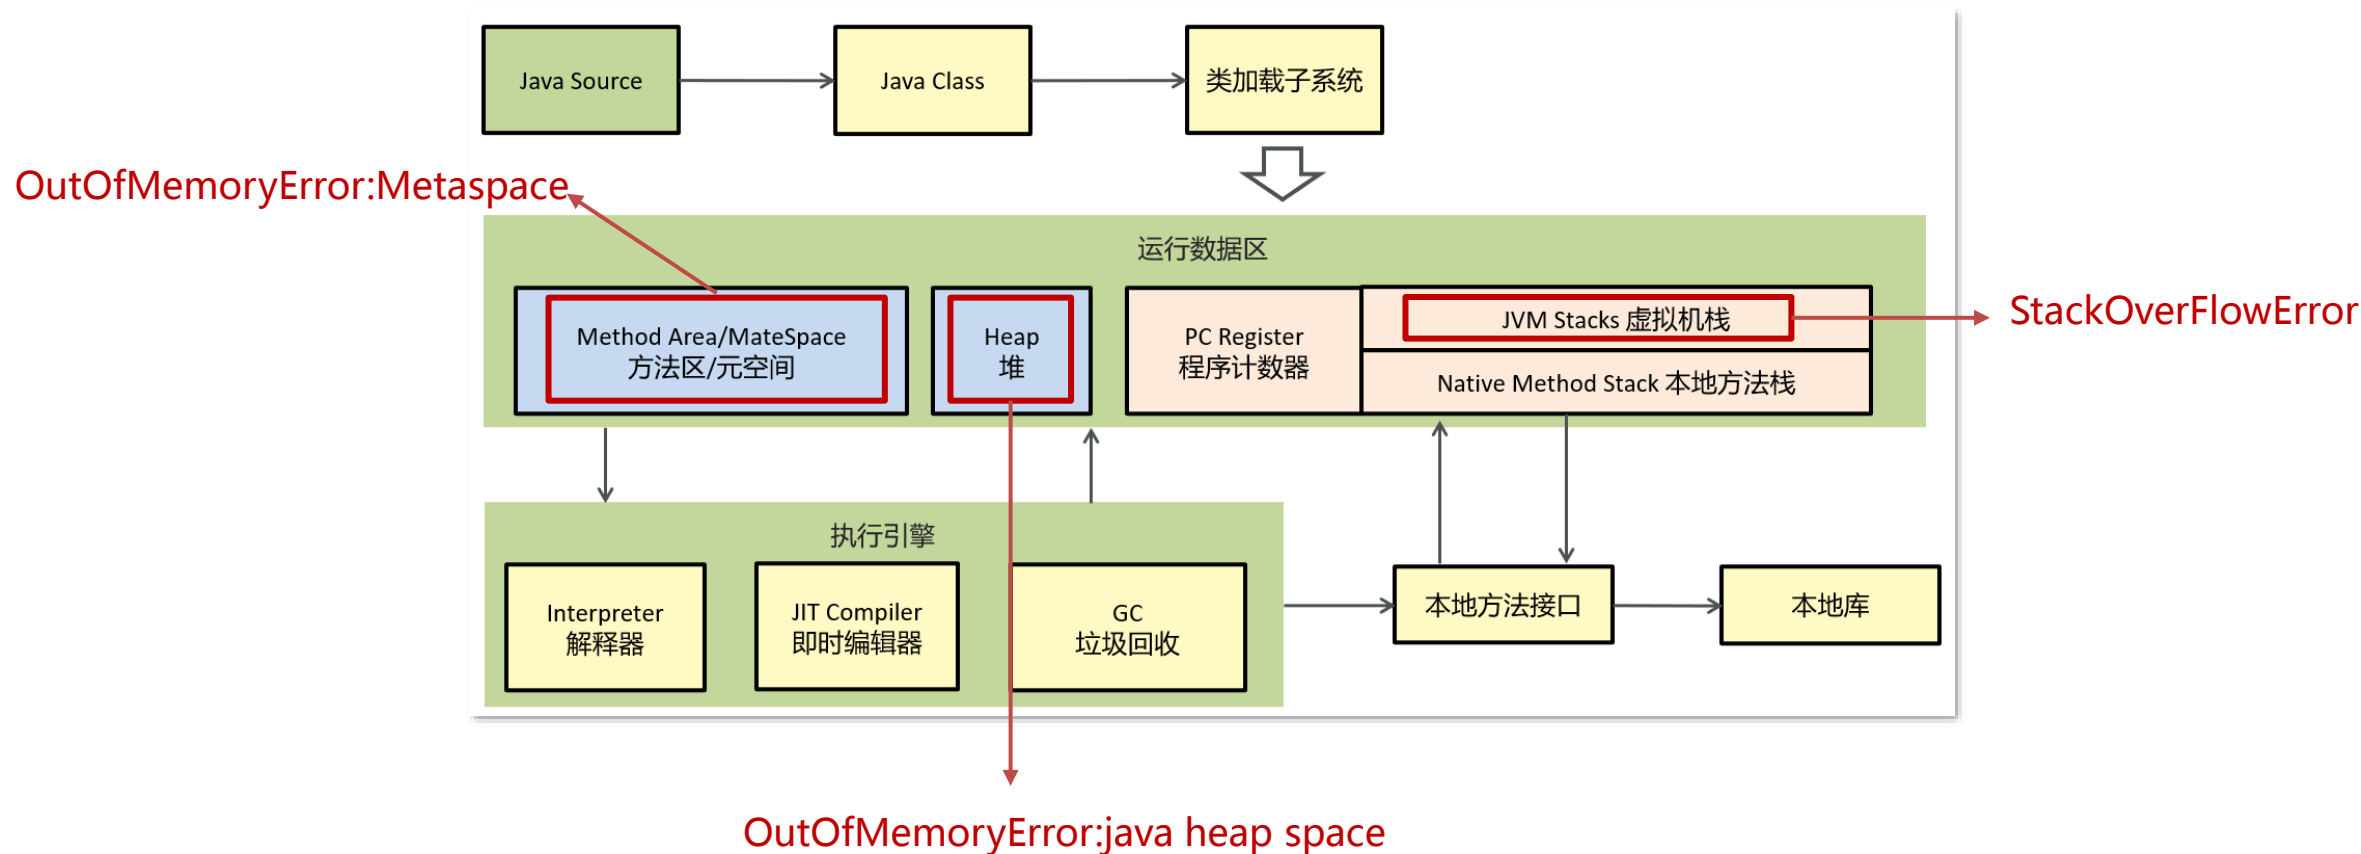 Java Source
Java Class
类加载子系统
OutOfMemoryError:Metaspace
运行数据区
Method Area/MateSpace
方法区/元空间
Heap
堆
PC Register
程序计数器
JVM Stacks 虚拟机栈
Native Method Stack 本地方法栈
StackOverFlowError
执行引擎
Interpreter
解释器
JIT Compiler
即时编辑器
GC
垃圾回收
本地方法接口
本地库
OutOfMemoryError:java heap space